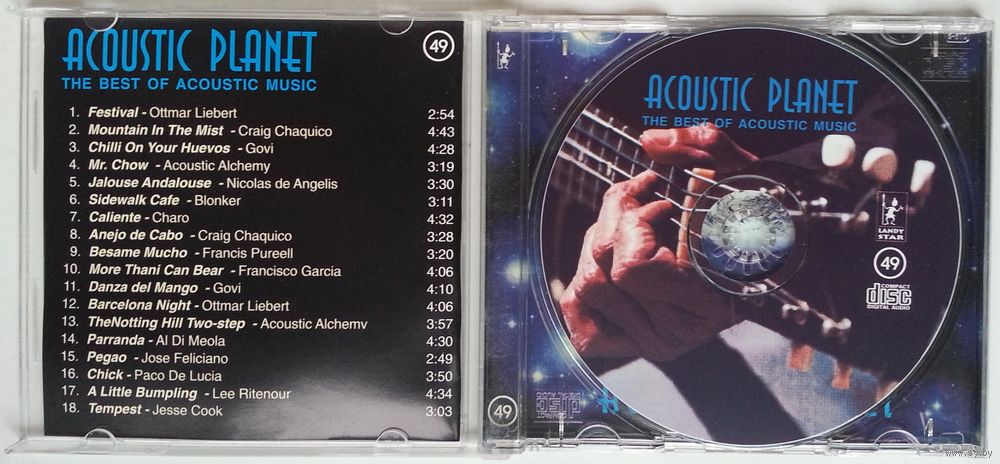 ACOUSTIC PLANET
49
THE BEST OF ACOUSTIC MUSIC
1. Festival - Ottmar Liebert 2:54
2. Mountain In The Mist - Craig Chaquico 4:43
3. Chilli On Your Huevos - Govi 4:28
4. Mr. Chow - Acoustic Alchemy 3:19
5. Jalouse Andalouse - Nicolas de Angelis 3:30
6. Sidewalk Cafe - Blonker 3:11
7. Caliente - Charo 4:32
8. Anejo de Cabo - Craig Chaquico 3:28
9. Besame Mucho - Francis Pureell 3:20
10. More Thani Can Bear - Francisco Garcia 4:06
11. Danza del Mango - Govi 4:10
12. Barcelona Night - Ottmar Liebert 4:06
13. TheNotting Hill Two-step - Acoustic Alchemv 3:57
14. Parranda - Al Di Meola 4:30
15. Pegao - Jose Feliciano 2:49
16. Chick - Paco De Lucia 3:50
17. A Little Bumpling - Lee Ritenour 4:34
18. Tempest - Jesse Cook 3:03
ACOUSTIC PLANET
THE BEST OF ACOUSTIC MUSIC
LANDY
STAR
49
COMPACT
disc
DIGITAL AUDIO
49
www.ay.by